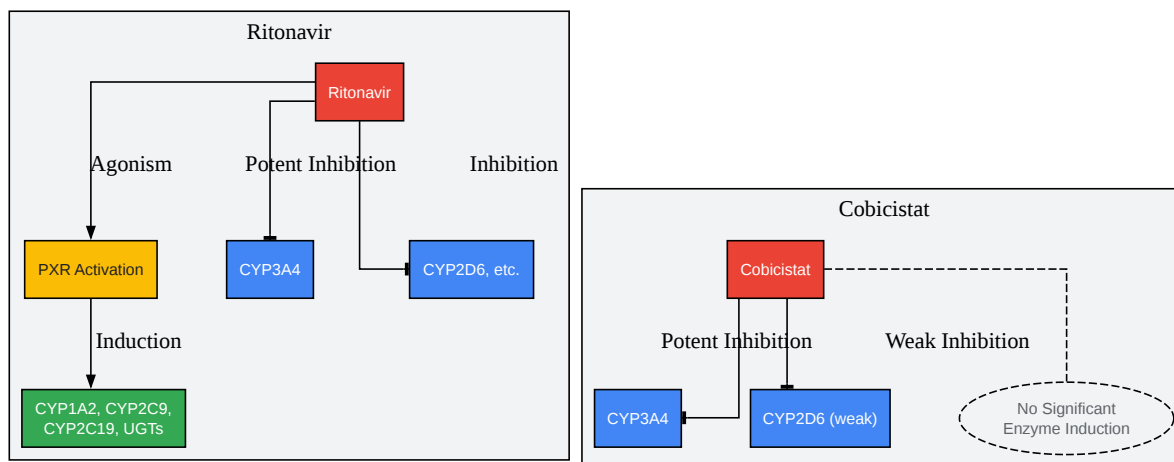 Ritonavir
Ritonavir
Agonism
Potent Inhibition
Inhibition
PXR Activation
CYP3A4
CYP2D6, etc.
Induction
CYP1A2, CYP2C9,
CYP2C19, UGTs
Cobicistat
Cobicistat
Potent Inhibition
Weak Inhibition
CYP3A4
CYP2D6 (weak)
No Significant
Enzyme Induction